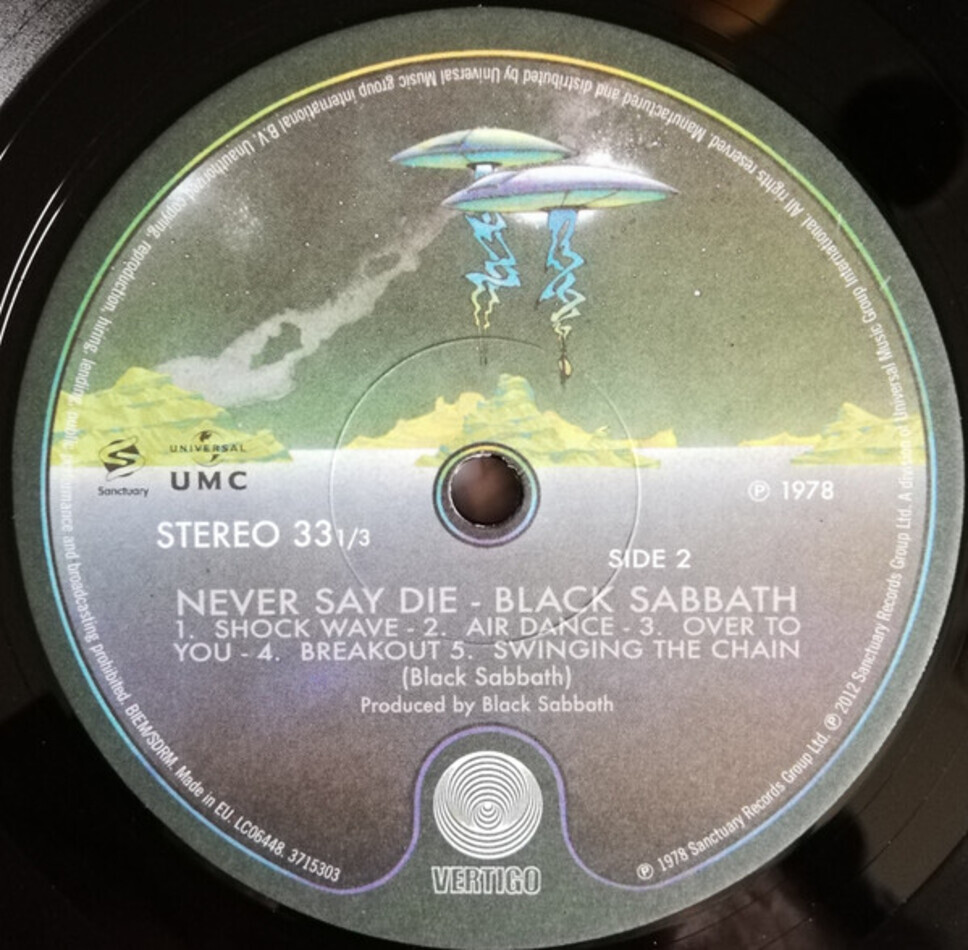 Sanctuary
UNIVERSAL
UMC
℗ 1978
STEREO 33 1/3
SIDE 2
NEVER SAY DIE - BLACK SABBATH
1. SHOCK WAVE - 2. AIR DANCE - 3. OVER TO
YOU - 4. BREAKOUT 5. SWINGING THE CHAIN
(Black Sabbath)
Produced by Black Sabbath
VERTIGO
℗ 1978 Sanctuary Records Group Ltd. ℗ 2012 Sanctuary Records Group Ltd. A division of Universal Music Group International. All rights reserved. Manufactured and distributed by Universal Music group international B.V. Unauthorised copying, reproduction, hiring, lending, public performance and broadcasting prohibited. BIEM/SDRM. Made in EU. LC06448. 3715303